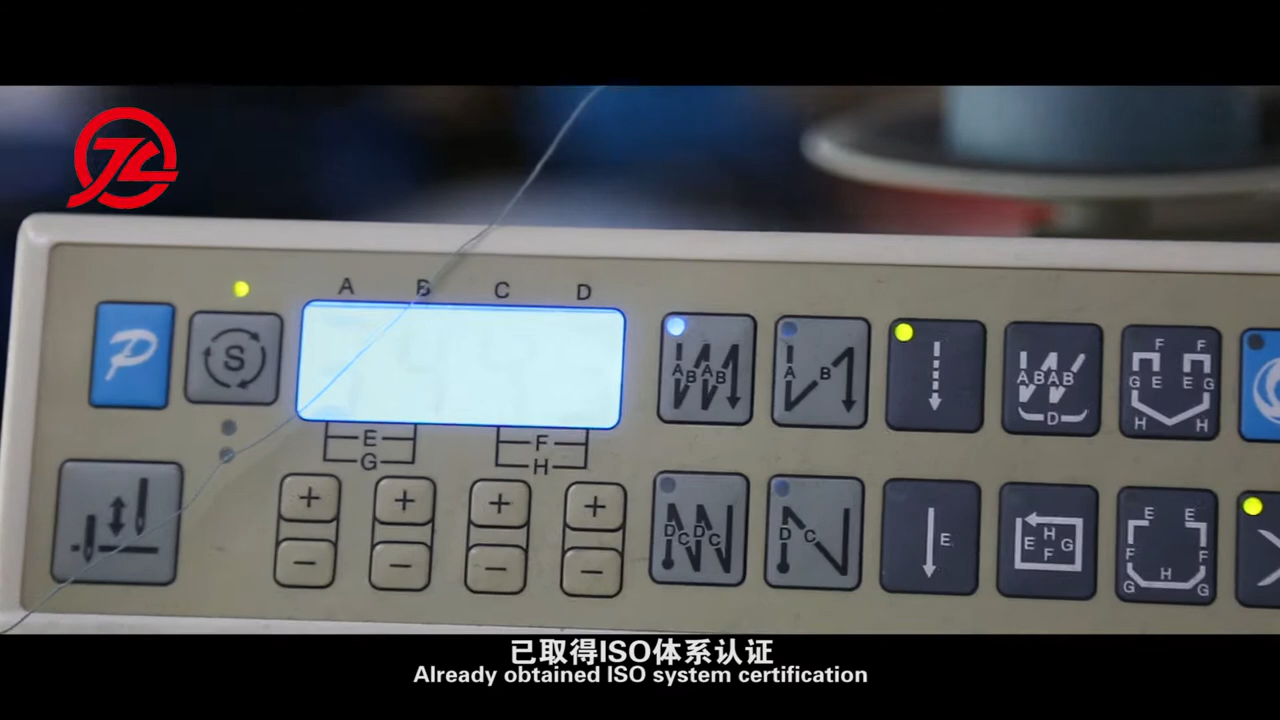 A B C D
P
S
A B A B
A B
A B A B
D
F F
G E E G
H H
E
G
F
H
+ + + +
− − − −
D C D C
D C
E
H
E G
F
E E
F F
H
G G
已取得ISO体系认证
Already obtained ISO system certification